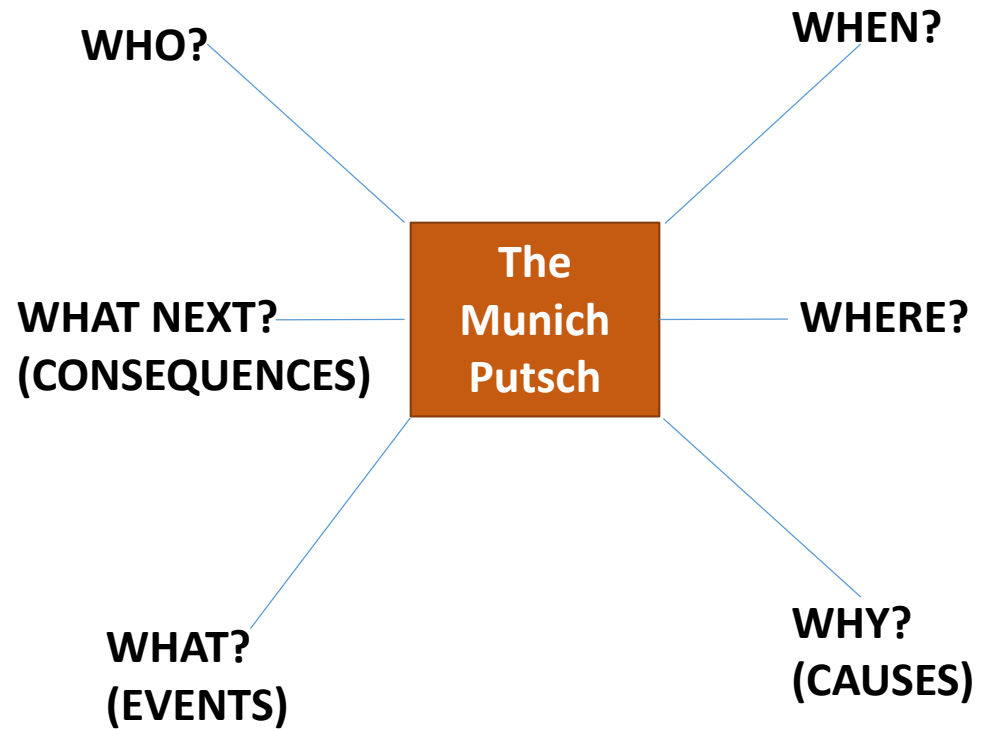 WHO?
WHEN?
The
Munich
Putsch
WHAT NEXT?
(CONSEQUENCES)
WHERE?
WHAT?
(EVENTS)
WHY?
(CAUSES)